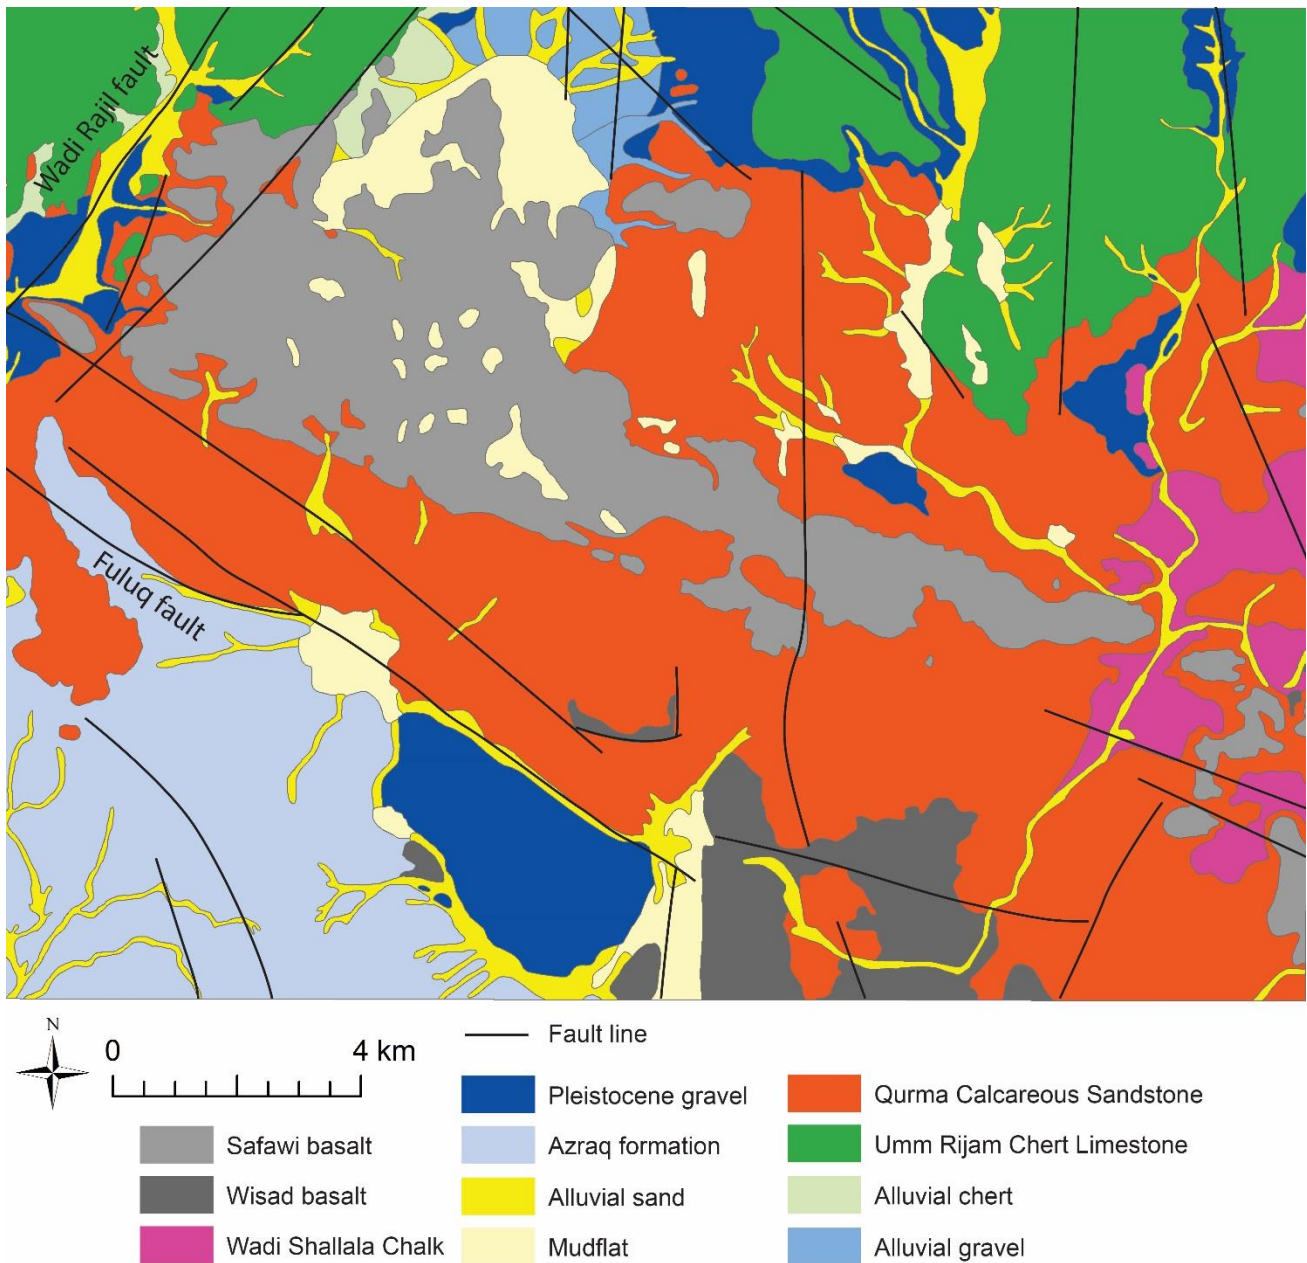 Wadi Rajil fault
Fuluq fault
N
0 4 km
Fault line
Pleistocene gravel
Qurma Calcareous Sandstone
Safawi basalt
Azraq formation
Umm Rijam Chert Limestone
Wisad basalt
Alluvial sand
Alluvial chert
Wadi Shallala Chalk
Mudflat
Alluvial gravel